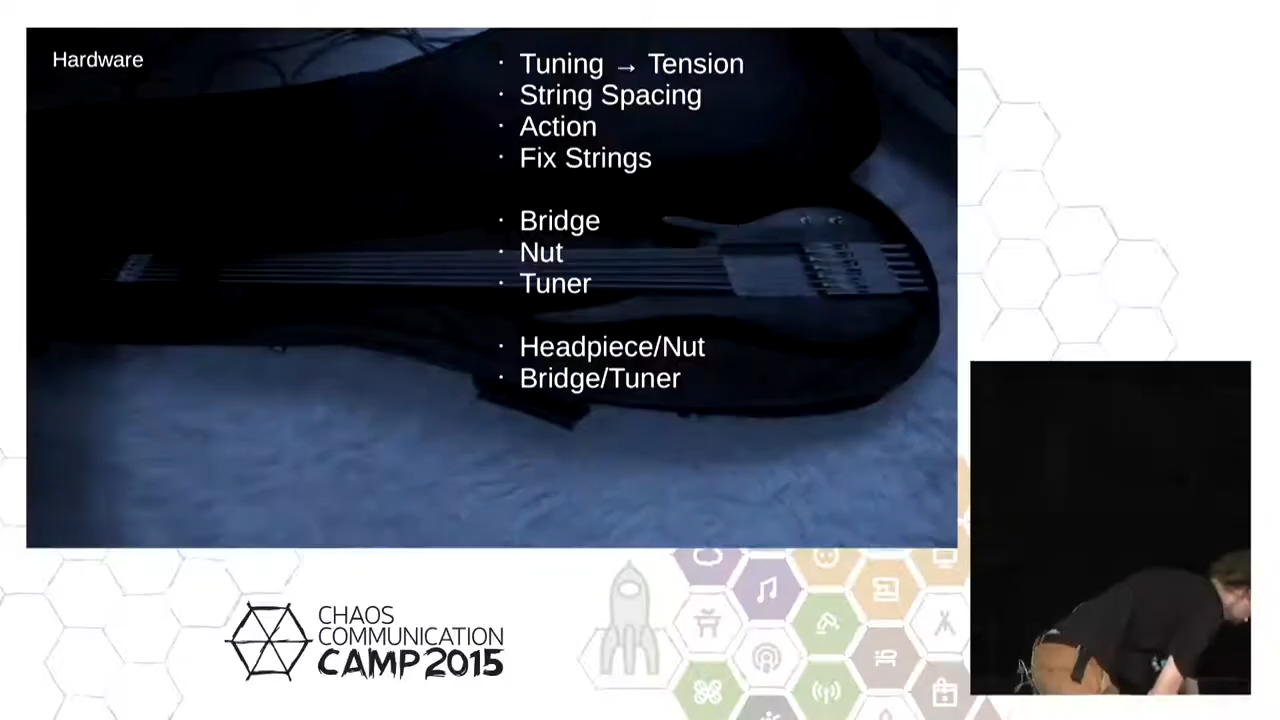 Hardware
· Tuning → Tension
· String Spacing
· Action
· Fix Strings
· Bridge
· Nut
· Tuner
· Headpiece/Nut
· Bridge/Tuner
CHAOS
COMMUNICATION
CAMP 2015